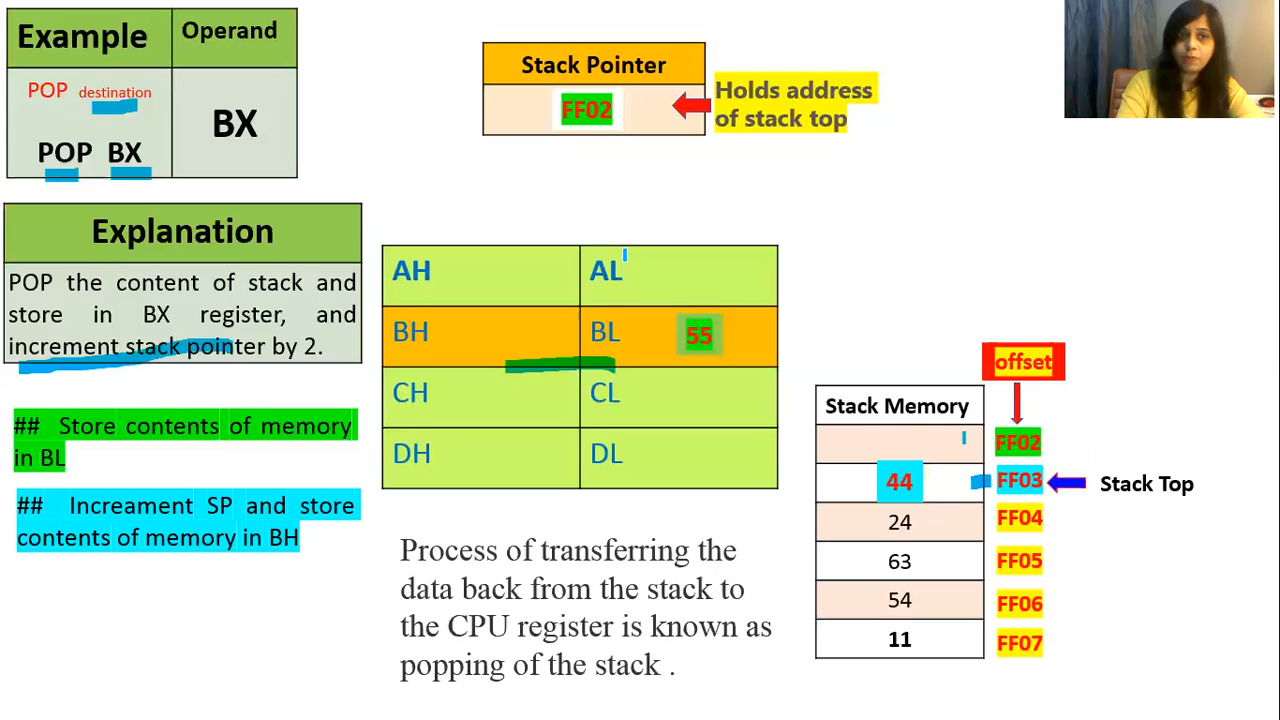 Example
Operand
POP destination
POP BX
BX
Stack Pointer
FF02
Holds address
of stack top
Explanation
POP the content of stack and
store in BX register, and
increment stack pointer by 2.
## Store contents of memory
in BL
## Increament SP and store
contents of memory in BH
AH
AL
BH
BL
55
CH
CL
DH
DL
Process of transferring the
data back from the stack to
the CPU register is known as
popping of the stack .
offset
Stack Memory
FF02
44
FF03
Stack Top
24
FF04
63
FF05
54
FF06
11
FF07